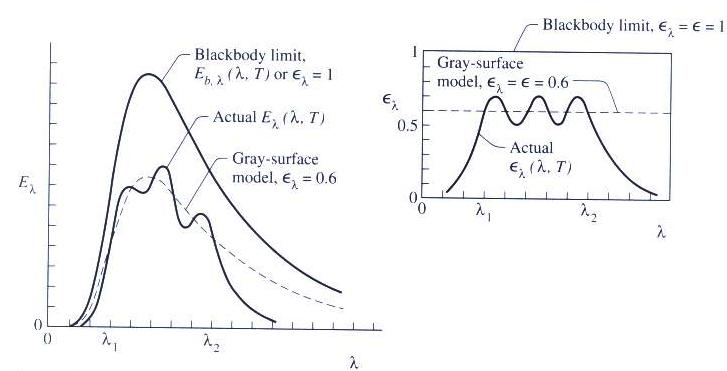 Blackbody limit,
E_b, λ (λ, T) or ϵ_λ = 1
Actual E_λ (λ, T)
Gray-surface
model, ϵ_λ = 0.6
E_λ
0
0
λ_1
λ_2
λ
Blackbody limit, ϵ_λ = ϵ = 1
1
Gray-surface
model, ϵ_λ = ϵ = 0.6
ϵ_λ
0.5
Actual
ϵ_λ (λ, T)
0
0
λ_1
λ_2
λ